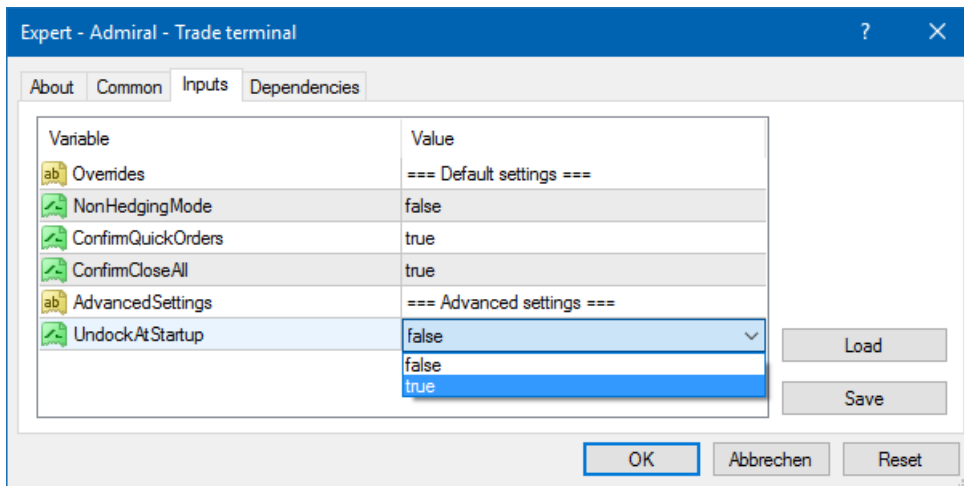 Expert - Admiral - Trade terminal
About Common Inputs Dependencies
Variable Value
Overrides === Default settings ===
NonHedgingMode false
ConfirmQuickOrders true
ConfirmCloseAll true
AdvancedSettings === Advanced settings ===
UndockAtStartup false
false
true
Load
Save
OK Abbrechen Reset